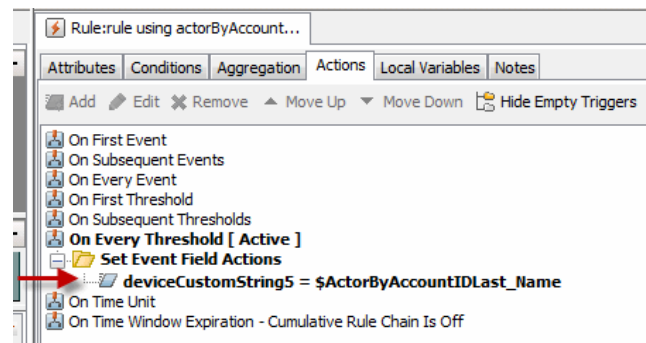 Rule:rule using actorByAccount...
Attributes Conditions Aggregation Actions Local Variables Notes
Add Edit Remove Move Up Move Down Hide Empty Triggers
On First Event
On Subsequent Events
On Every Event
On First Threshold
On Subsequent Thresholds
On Every Threshold [ Active ]
Set Event Field Actions
deviceCustomString5 = $ActorByAccountIDLast_Name
On Time Unit
On Time Window Expiration - Cumulative Rule Chain Is Off